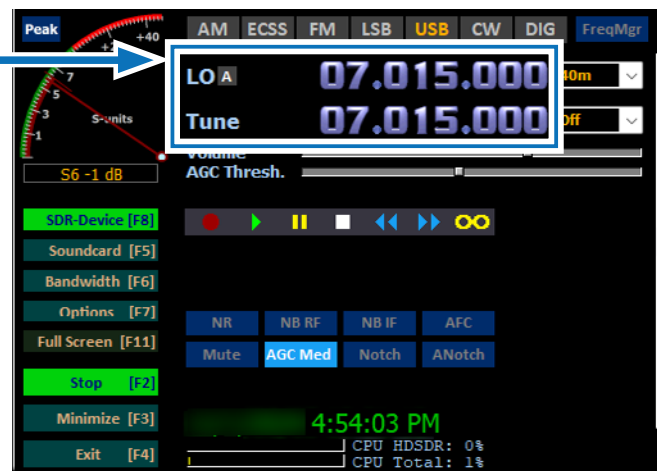 Peak
+40
AM ECSS FM LSB USB CW DIG FreqMgr
LO A 07.015.000 40m
Tune 07.015.000 Off
Volume
AGC Thresh.
7
5
3
1
S-units
S6 -1 dB
SDR-Device [F8]
Soundcard [F5]
Bandwidth [F6]
Options [F7]
Full Screen [F11]
Stop [F2]
Minimize [F3]
Exit [F4]
NR NB RF NB IF AFC
Mute AGC Med Notch ANotch
4:54:03 PM
CPU HDSDR: 0%
CPU Total: 1%